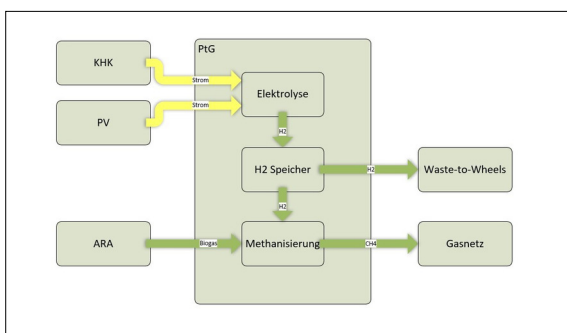 PtG
KHK
Strom
Elektrolyse
PV
Strom
H2
H2 Speicher
H2
Waste-to-Wheels
H2
ARA
Biogas
Methanisierung
CH4
Gasnetz